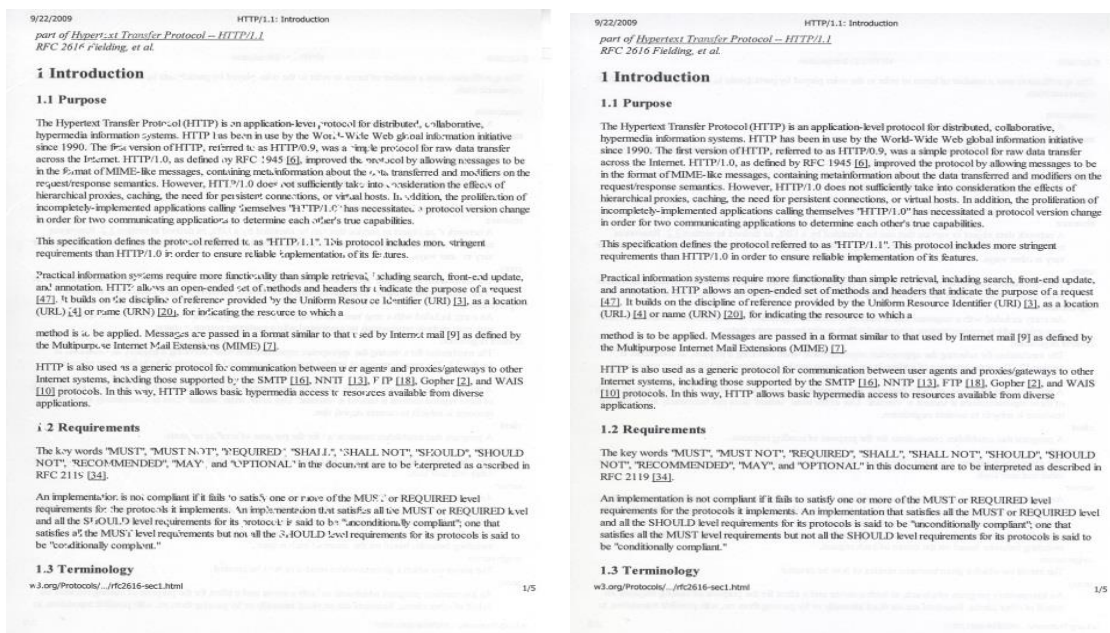 9/22/2009
HTTP/1.1: Introduction
part of Hypertext Transfer Protocol -- HTTP/1.1
RFC 2616 Fielding, et al.
1 Introduction
1.1 Purpose
The Hypertext Transfer Protocol (HTTP) is an application-level protocol for distributed, collaborative,
hypermedia information systems. HTTP has been in use by the World-Wide Web global information initiative
since 1990. The first version of HTTP, referred to as HTTP/0.9, was a simple protocol for raw data transfer
across the Internet. HTTP/1.0, as defined by RFC 1945 [6], improved the protocol by allowing messages to be
in the format of MIME-like messages, containing metainformation about the data transferred and modifiers on the
request/response semantics. However, HTTP/1.0 does not sufficiently take into consideration the effects of
hierarchical proxies, caching, the need for persistent connections, or virtual hosts. In addition, the proliferation of
incompletely-implemented applications calling themselves "HTTP/1.0" has necessitated a protocol version change
in order for two communicating applications to determine each other's true capabilities.
This specification defines the protocol referred to as "HTTP/1.1". This protocol includes more stringent
requirements than HTTP/1.0 in order to ensure reliable implementation of its features.
Practical information systems require more functionality than simple retrieval, including search, front-end update,
and annotation. HTTP allows an open-ended set of methods and headers that indicate the purpose of a request
[47]. It builds on the discipline of reference provided by the Uniform Resource Identifier (URI) [3], as a location
(URL) [4] or name (URN) [20], for indicating the resource to which a
method is to be applied. Messages are passed in a format similar to that used by Internet mail [9] as defined by
the Multipurpose Internet Mail Extensions (MIME) [7].
HTTP is also used as a generic protocol for communication between user agents and proxies/gateways to other
Internet systems, including those supported by the SMTP [16], NNTP [13], FTP [18], Gopher [2], and WAIS
[10] protocols. In this way, HTTP allows basic hypermedia access to resources available from diverse
applications.
1.2 Requirements
The key words "MUST", "MUST NOT", "REQUIRED", "SHALL", "SHALL NOT", "SHOULD", "SHOULD
NOT", "RECOMMENDED", "MAY", and "OPTIONAL" in this document are to be interpreted as described in
RFC 2119 [34].
An implementation is not compliant if it fails to satisfy one or more of the MUST or REQUIRED level
requirements for the protocols it implements. An implementation that satisfies all the MUST or REQUIRED level
and all the SHOULD level requirements for its protocols is said to be "unconditionally compliant"; one that
satisfies all the MUST level requirements but not all the SHOULD level requirements for its protocols is said to
be "conditionally compliant."
1.3 Terminology
w3.org/Protocols/.../rfc2616-sec1.html
1/5
9/22/2009
HTTP/1.1: Introduction
part of Hypertext Transfer Protocol -- HTTP/1.1
RFC 2616 Fielding, et al.
1 Introduction
1.1 Purpose
The Hypertext Transfer Protocol (HTTP) is an application-level protocol for distributed, collaborative,
hypermedia information systems. HTTP has been in use by the World-Wide Web global information initiative
since 1990. The first version of HTTP, referred to as HTTP/0.9, was a simple protocol for raw data transfer
across the Internet. HTTP/1.0, as defined by RFC 1945 [6], improved the protocol by allowing messages to be
in the format of MIME-like messages, containing metainformation about the data transferred and modifiers on the
request/response semantics. However, HTTP/1.0 does not sufficiently take into consideration the effects of
hierarchical proxies, caching, the need for persistent connections, or virtual hosts. In addition, the proliferation of
incompletely-implemented applications calling themselves "HTTP/1.0" has necessitated a protocol version change
in order for two communicating applications to determine each other's true capabilities.
This specification defines the protocol referred to as "HTTP/1.1". This protocol includes more stringent
requirements than HTTP/1.0 in order to ensure reliable implementation of its features.
Practical information systems require more functionality than simple retrieval, including search, front-end update,
and annotation. HTTP allows an open-ended set of methods and headers that indicate the purpose of a request
[47]. It builds on the discipline of reference provided by the Uniform Resource Identifier (URI) [3], as a location
(URL) [4] or name (URN) [20], for indicating the resource to which a
method is to be applied. Messages are passed in a format similar to that used by Internet mail [9] as defined by
the Multipurpose Internet Mail Extensions (MIME) [7].
HTTP is also used as a generic protocol for communication between user agents and proxies/gateways to other
Internet systems, including those supported by the SMTP [16], NNTP [13], FTP [18], Gopher [2], and WAIS
[10] protocols. In this way, HTTP allows basic hypermedia access to resources available from diverse
applications.
1.2 Requirements
The key words "MUST", "MUST NOT", "REQUIRED", "SHALL", "SHALL NOT", "SHOULD", "SHOULD
NOT", "RECOMMENDED", "MAY", and "OPTIONAL" in this document are to be interpreted as described in
RFC 2119 [34].
An implementation is not compliant if it fails to satisfy one or more of the MUST or REQUIRED level
requirements for the protocols it implements. An implementation that satisfies all the MUST or REQUIRED level
and all the SHOULD level requirements for its protocols is said to be "unconditionally compliant"; one that
satisfies all the MUST level requirements but not all the SHOULD level requirements for its protocols is said to
be "conditionally compliant."
1.3 Terminology
w3.org/Protocols/.../rfc2616-sec1.html
1/5